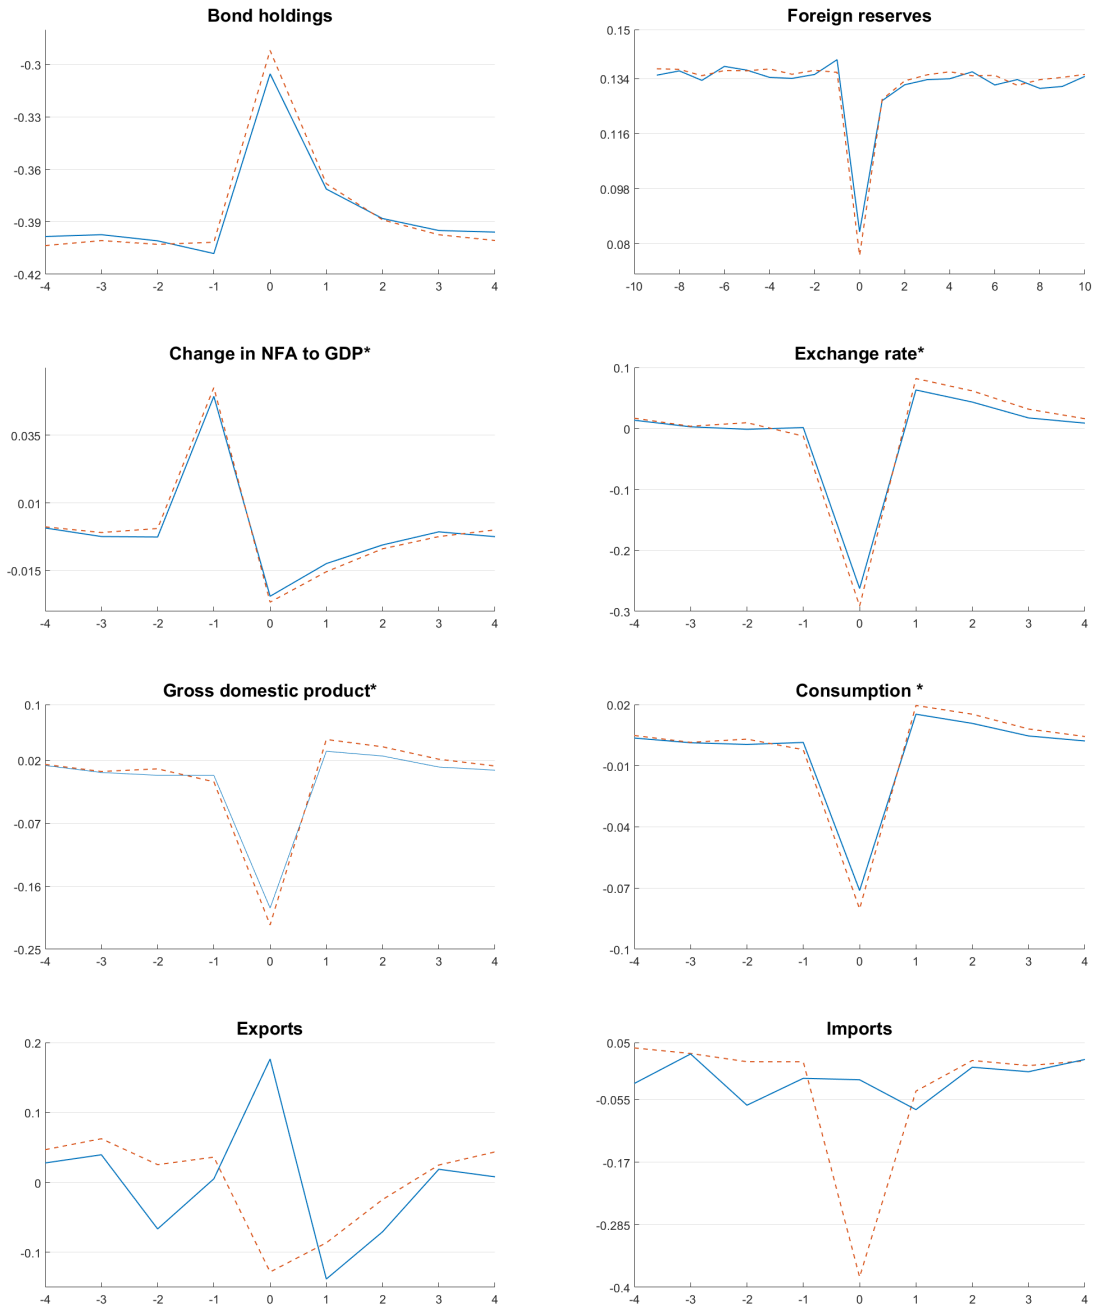 Bond holdings
-0.3
-0.33
-0.36
-0.39
-0.42
-4 -3 -2 -1 0 1 2 3 4
Foreign reserves
0.15
0.134
0.116
0.098
0.08
-10 -8 -6 -4 -2 0 2 4 6 8 10
Change in NFA to GDP*
0.035
0.01
-0.015
-4 -3 -2 -1 0 1 2 3 4
Exchange rate*
0.1
0
-0.1
-0.2
-0.3
-4 -3 -2 -1 0 1 2 3 4
Gross domestic product*
0.1
0.02
-0.07
-0.16
-0.25
-4 -3 -2 -1 0 1 2 3 4
Consumption *
0.02
-0.01
-0.04
-0.07
-0.1
-4 -3 -2 -1 0 1 2 3 4
Exports
0.2
0.1
0
-0.1
-4 -3 -2 -1 0 1 2 3 4
Imports
0.05
-0.055
-0.17
-0.285
-0.4
-4 -3 -2 -1 0 1 2 3 4